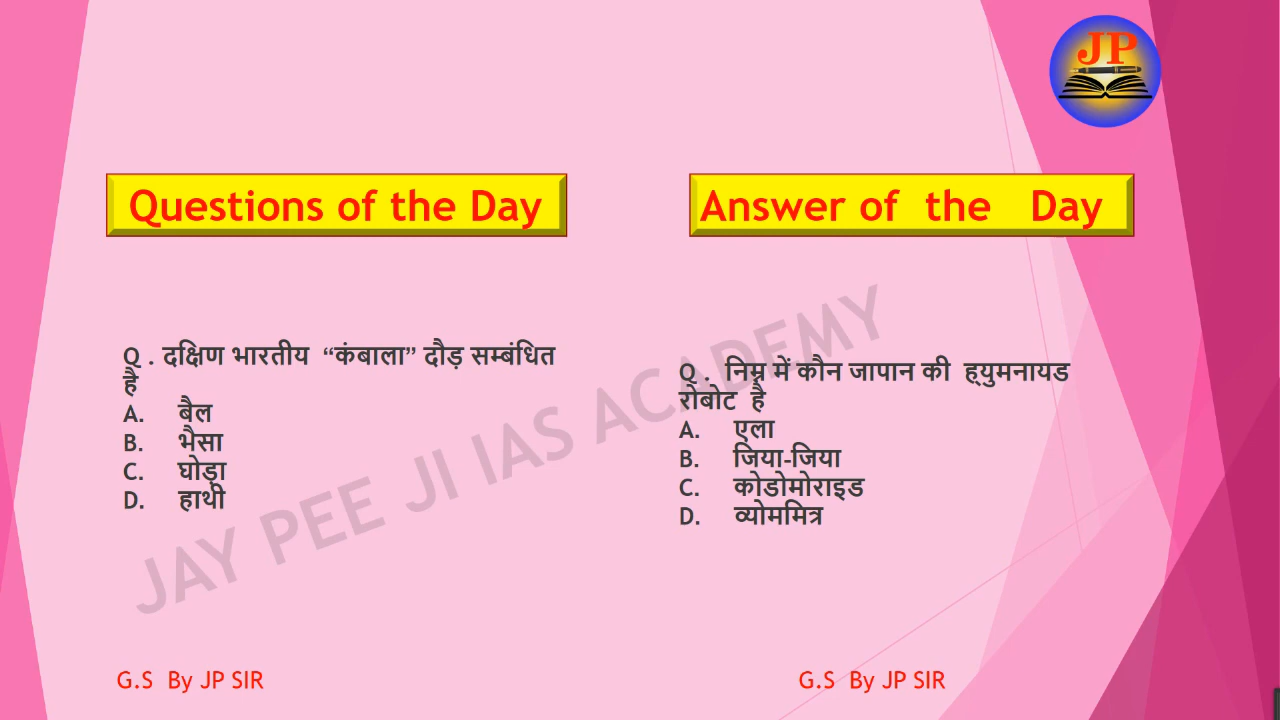 JP
Questions of the Day
Q . दक्षिण भारतीय “कंबाला” दौड़ सम्बंधित
है
A. बैल
B. भैसा
C. घोड़ा
D. हाथी
G.S By JP SIR
Answer of the Day
Q . निम्न में कौन जापान की ह्युमनायड
रोबोट है
A. एला
B. जिया-जिया
C. कोडोमोराइड
D. व्योममित्र
G.S By JP SIR
JAY PEE JI IAS ACADEMY